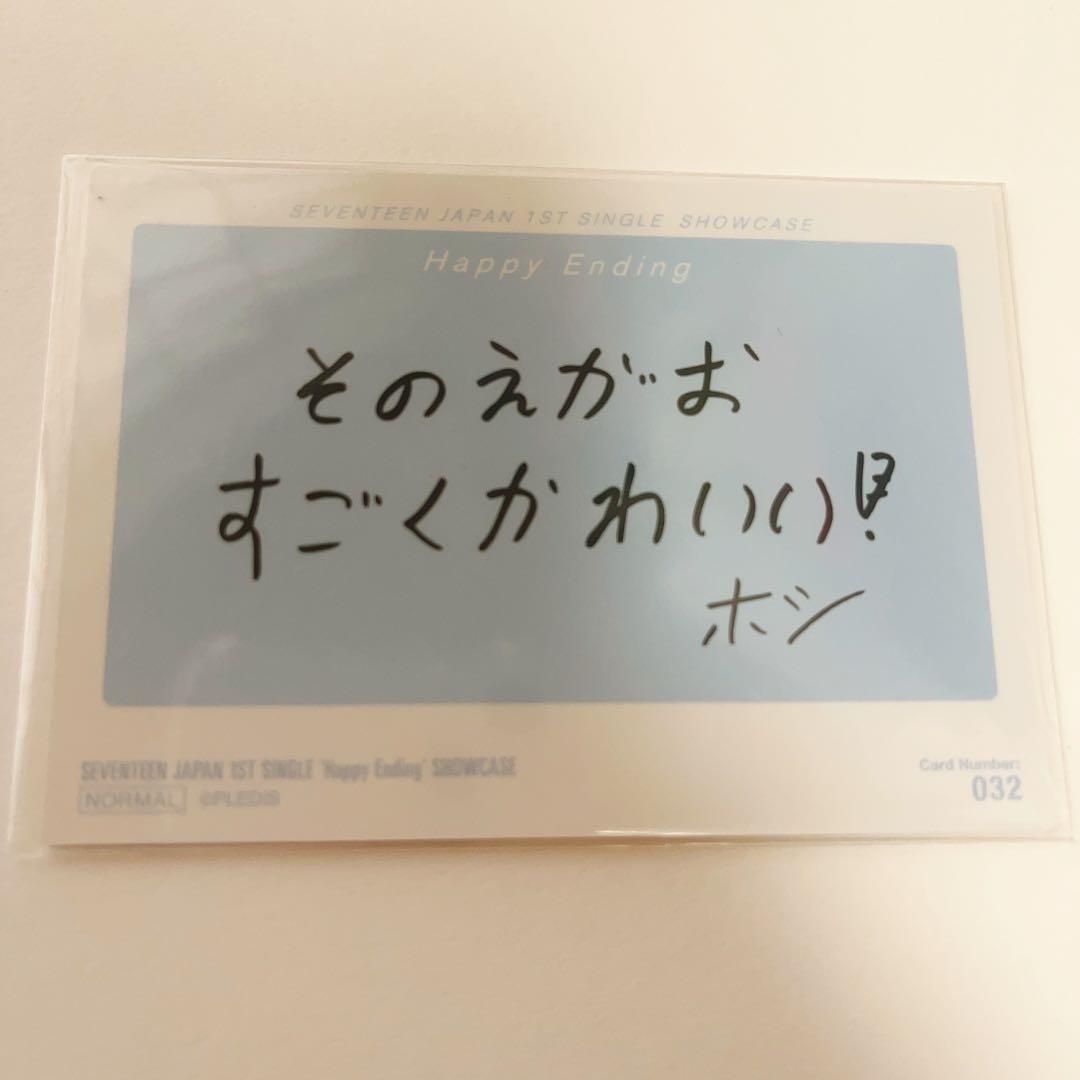 SEVENTEEN JAPAN 1ST SINGLE SHOWCASE
Happy Ending
そのえがお
すごくかわいい!
ホシ
SEVENTEEN JAPAN 1ST SINGLE 'Happy Ending' SHOWCASE
NORMAL ©PLEDIS
Card Number:
032